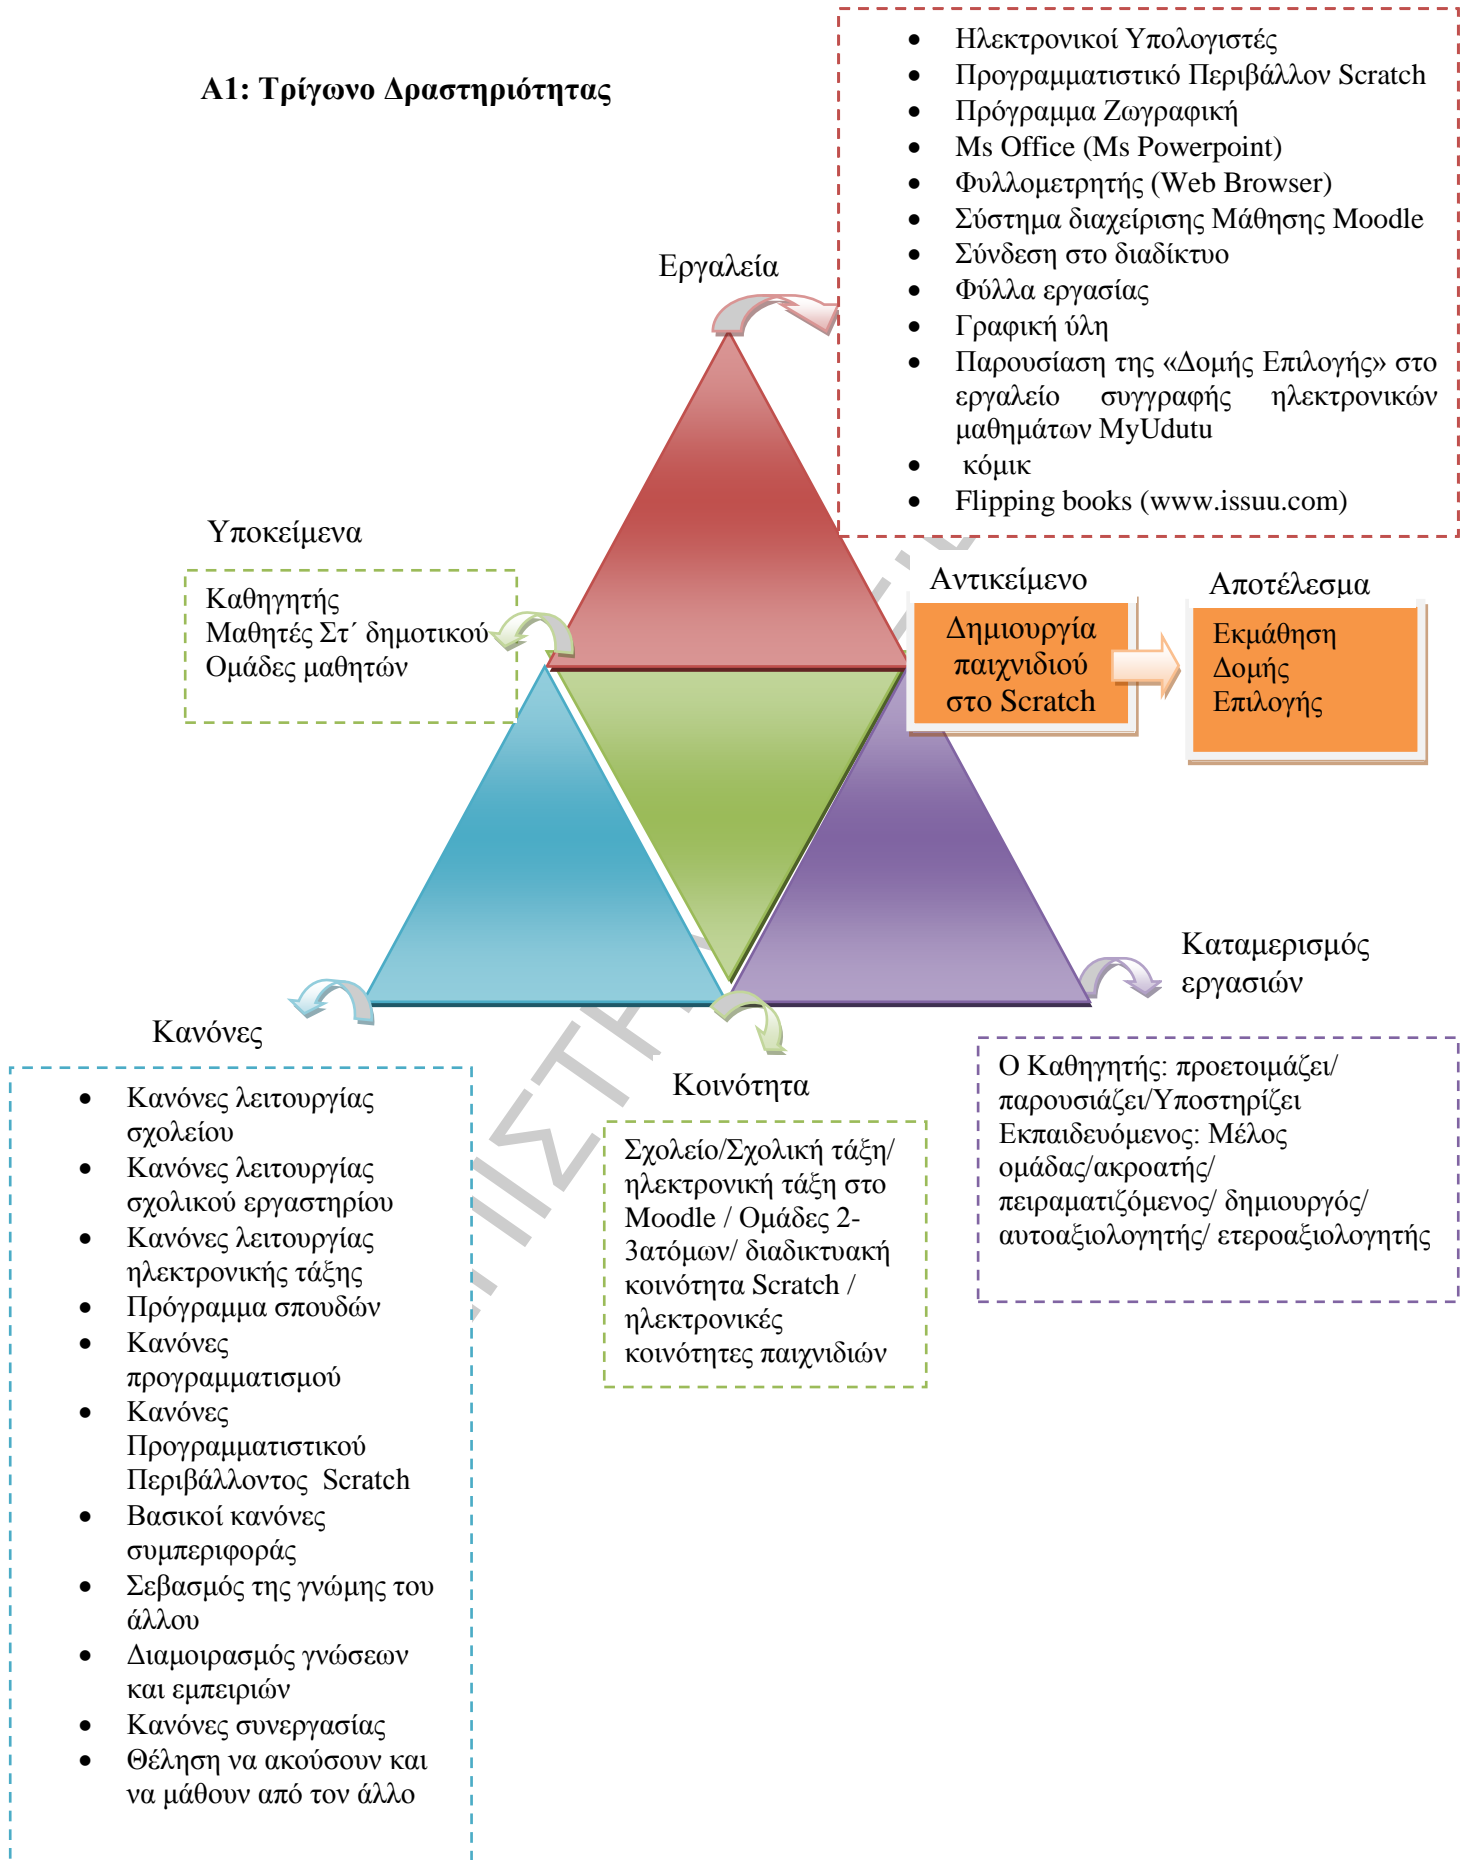 Α1: Τρίγωνο Δραστηριότητας
Εργαλεία
• Ηλεκτρονικοί Υπολογιστές
• Προγραμματιστικό Περιβάλλον Scratch
• Πρόγραμμα Ζωγραφική
• Ms Office (Ms Powerpoint)
• Φυλλομετρητής (Web Browser)
• Σύστημα διαχείρισης Μάθησης Moodle
• Σύνδεση στο διαδίκτυο
• Φύλλα εργασίας
• Γραφική ύλη
• Παρουσίαση της «Δομής Επιλογής» στο
εργαλείο συγγραφής ηλεκτρονικών
μαθημάτων MyUdutu
• κόμικ
• Flipping books (www.issuu.com)
Υποκείμενα
Καθηγητής
Μαθητές Στ΄ δημοτικού
Ομάδες μαθητών
Αντικείμενο
Δημιουργία
παιχνιδιού
στο Scratch
Αποτέλεσμα
Εκμάθηση
Δομής
Επιλογής
Κανόνες
• Κανόνες λειτουργίας
σχολείου
• Κανόνες λειτουργίας
σχολικού εργαστηρίου
• Κανόνες λειτουργίας
ηλεκτρονικής τάξης
• Πρόγραμμα σπουδών
• Κανόνες
προγραμματισμού
• Κανόνες
Προγραμματιστικού
Περιβάλλοντος Scratch
• Βασικοί κανόνες
συμπεριφοράς
• Σεβασμός της γνώμης του
άλλου
• Διαμοιρασμός γνώσεων
και εμπειριών
• Κανόνες συνεργασίας
• Θέληση να ακούσουν και
να μάθουν από τον άλλο
Κοινότητα
Σχολείο/Σχολική τάξη/
ηλεκτρονική τάξη στο
Moodle / Ομάδες 2-
3ατόμων/ διαδικτυακή
κοινότητα Scratch /
ηλεκτρονικές
κοινότητες παιχνιδιών
Καταμερισμός
εργασιών
Ο Καθηγητής: προετοιμάζει/
παρουσιάζει/Υποστηρίζει
Εκπαιδευόμενος: Μέλος
ομάδας/ακροατής/
πειραματιζόμενος/ δημιουργός/
αυτοαξιολογητής/ ετεροαξιολογητής